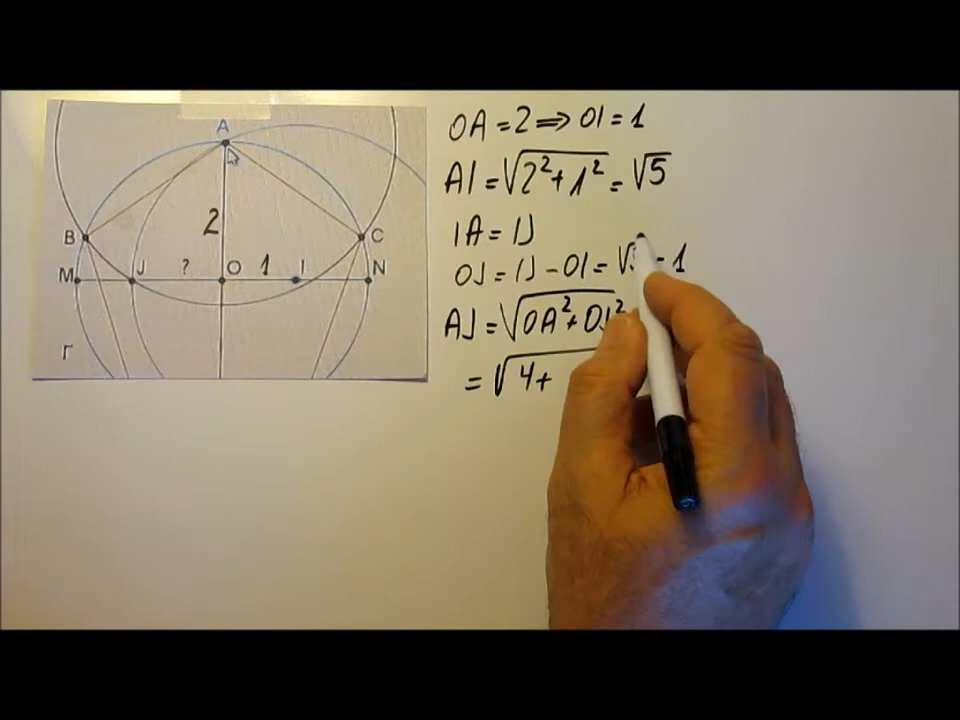 A
2
B
C
M
J
?
O
1
I
N
Γ
OA = 2 ⟹ OI = 1
AI = √2² + 1² = √5
IA = IJ
OJ = IJ - OI = √ - 1
AJ = √OA² + OJ²
= √4 +